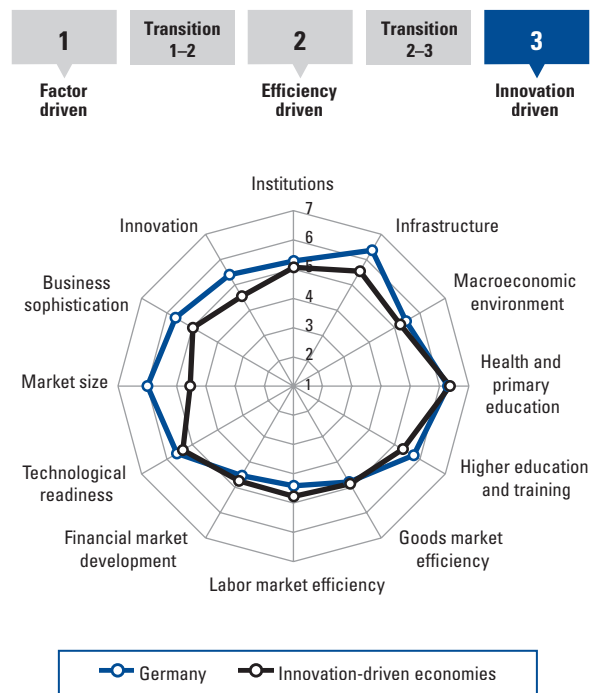 1
Transition
1–2
2
Transition
2–3
3
Factor
driven
Efficiency
driven
Innovation
driven
Institutions
7
6
5
4
3
2
1
Infrastructure
Macroeconomic
environment
Health and
primary
education
Higher education
and training
Goods market
efficiency
Labor market efficiency
Financial market
development
Technological
readiness
Market size
Business
sophistication
Innovation
Germany
Innovation-driven economies